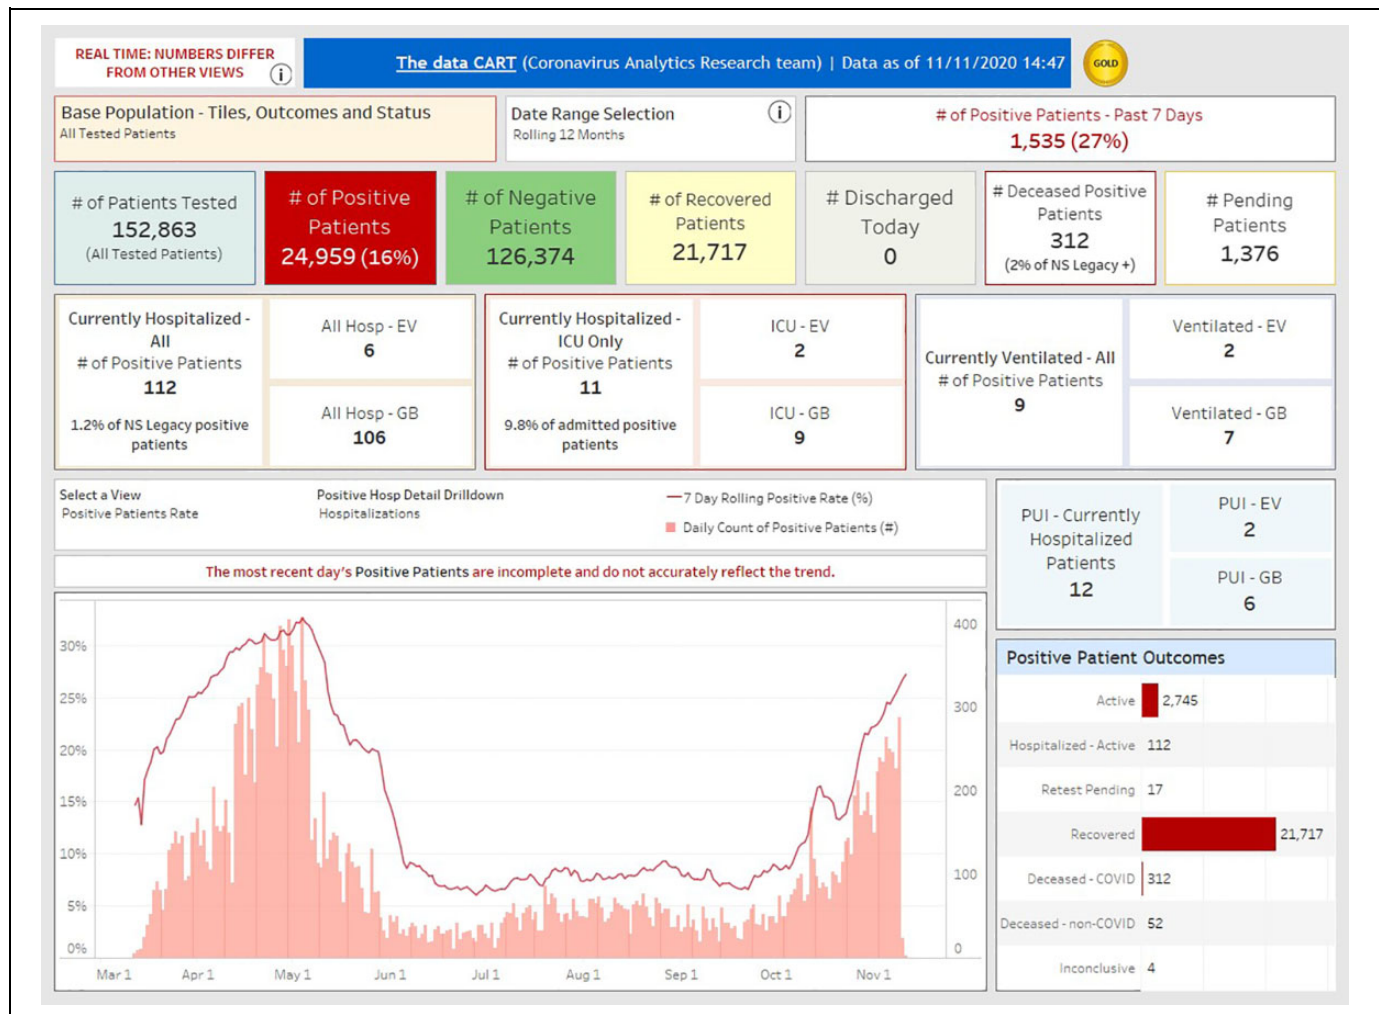 REAL TIME: NUMBERS DIFFER
FROM OTHER VIEWS
i
The data CART (Coronavirus Analytics Research team) | Data as of 11/11/2020 14:47
GOLD
Base Population - Tiles, Outcomes and Status
All Tested Patients
Date Range Selection
i
Rolling 12 Months
# of Positive Patients - Past 7 Days
1,535 (27%)
# of Patients Tested
152,863
(All Tested Patients)
# of Positive
Patients
24,959 (16%)
# of Negative
Patients
126,374
# of Recovered
Patients
21,717
# Discharged
Today
0
# Deceased Positive
Patients
312
(2% of NS Legacy +)
# Pending
Patients
1,376
Currently Hospitalized -
All
# of Positive Patients
112
1.2% of NS Legacy positive
patients
All Hosp - EV
6
All Hosp - GB
106
Currently Hospitalized -
ICU Only
# of Positive Patients
11
9.8% of admitted positive
patients
ICU - EV
2
ICU - GB
9
Currently Ventilated - All
# of Positive Patients
9
Ventilated - EV
2
Ventilated - GB
7
Select a View
Positive Patients Rate
Positive Hosp Detail Drilldown
Hospitalizations
7 Day Rolling Positive Rate (%)
Daily Count of Positive Patients (#)
PUI - Currently
Hospitalized
Patients
12
PUI - EV
2
PUI - GB
6
The most recent day's Positive Patients are incomplete and do not accurately reflect the trend.
30%
25%
20%
15%
10%
5%
0%
400
300
200
100
0
Mar 1 Apr 1 May 1 Jun 1 Jul 1 Aug 1 Sep 1 Oct 1 Nov 1
Positive Patient Outcomes
Active 2,745
Hospitalized - Active 112
Retest Pending 17
Recovered 21,717
Deceased - COVID 312
Deceased - non-COVID 52
Inconclusive 4